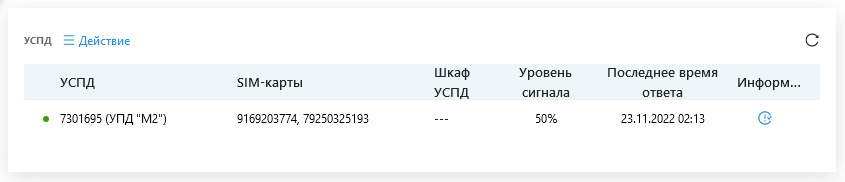 УСПД Действие
УСПД SIM-карты Шкаф УСПД Уровень сигнала Последнее время ответа Информ...
7301695 (УПД "М2") 9169203774, 79250325193 --- 50% 23.11.2022 02:13